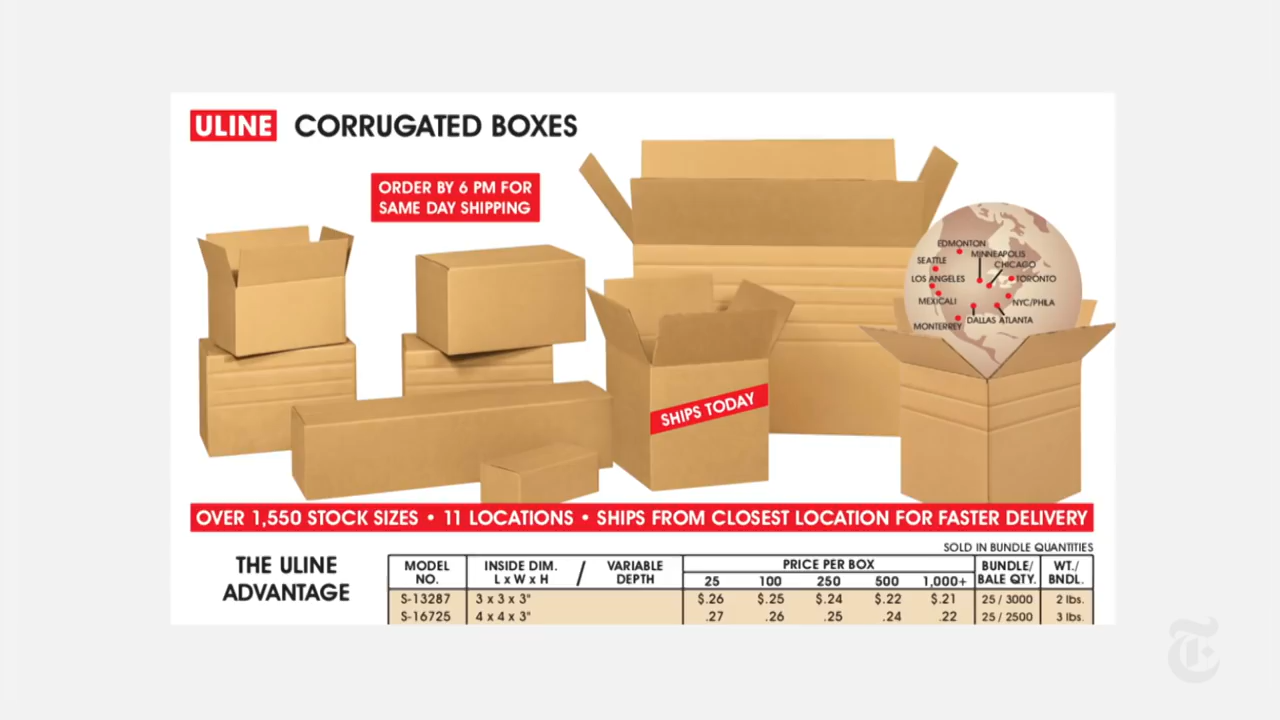 ULINE CORRUGATED BOXES
ORDER BY 6 PM FOR
SAME DAY SHIPPING
EDMONTON
MINNEAPOLIS
SEATTLE
CHICAGO
LOS ANGELES
TORONTO
MEXICALI
NYC/PHILA
MONTERREY
DALLAS ATLANTA
SHIPS TODAY
OVER 1,550 STOCK SIZES • 11 LOCATIONS • SHIPS FROM CLOSEST LOCATION FOR FASTER DELIVERY
SOLD IN BUNDLE QUANTITIES
THE ULINE
ADVANTAGE
MODEL NO. INSIDE DIM. L x W x H / VARIABLE DEPTH PRICE PER BOX BUNDLE/ BALE QTY. WT./ BNDL.
25 100 250 500 1,000+
S-13287 3 x 3 x 3" $.26 $.25 $.24 $.22 $.21 25 / 3000 2 lbs.
S-16725 4 x 4 x 3" .27 .26 .25 .24 .22 25 / 2500 3 lbs.
T